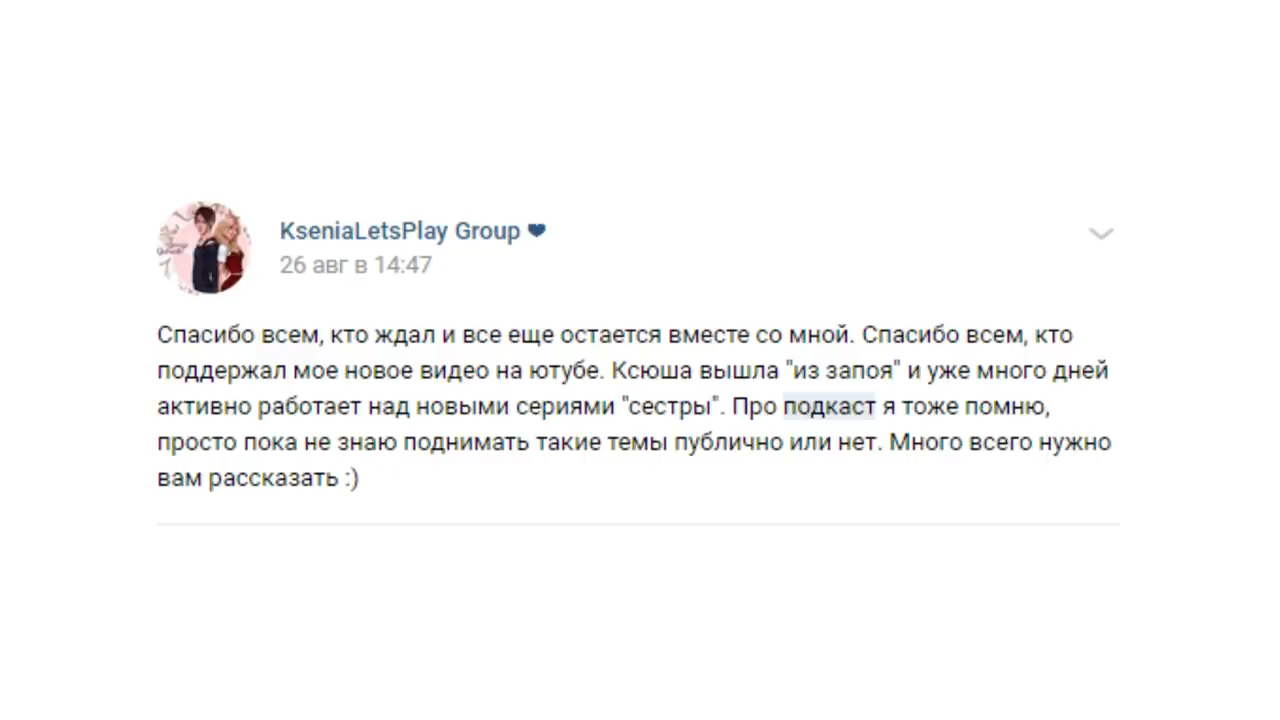 KseniaLetsPlay Group ❤
26 авг в 14:47
Спасибо всем, кто ждал и все еще остается вместе со мной. Спасибо всем, кто
поддержал мое новое видео на ютубе. Ксюша вышла "из запоя" и уже много дней
активно работает над новыми сериями "сестры". Про подкаст я тоже помню,
просто пока не знаю поднимать такие темы публично или нет. Много всего нужно
вам рассказать :)